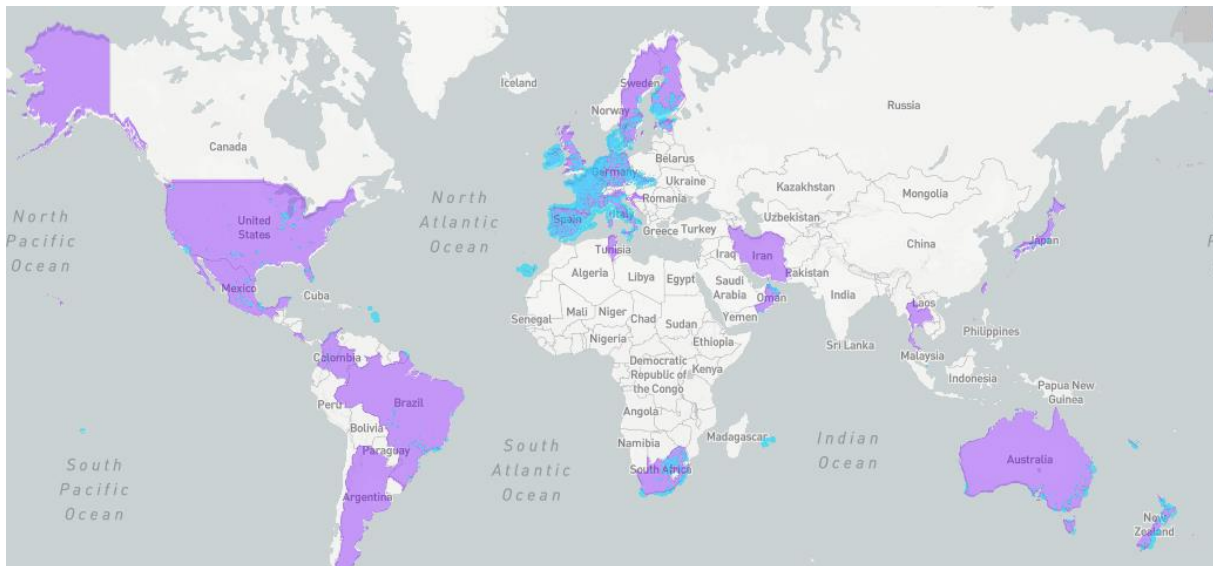 Iceland
Sweden
Norway
Russia
Canada
Belarus
Germany
Ukraine
Kazakhstan
Mongolia
North
Pacific
Ocean
United
States
North
Atlantic
Ocean
Romania
Spain
Italy
Uzbekistan
Greece
Turkey
China
Japan
Tunisia
Iraq
Iran
Algeria
Libya
Egypt
Pakistan
Mexico
Cuba
Saudi
Arabia
Oman
India
Laos
Mali
Niger
Chad
Sudan
Yemen
Senegal
Philippines
Nigeria
Ethiopia
Sri Lanka
Malaysia
Colombia
Democratic
Republic of
the Congo
Kenya
Indonesia
Papua New
Guinea
Peru
Brazil
Angola
Bolivia
Namibia
Madagascar
Indian
Ocean
Paraguay
South
Pacific
Ocean
South
Atlantic
Ocean
South Africa
Australia
Argentina
New
Zealand